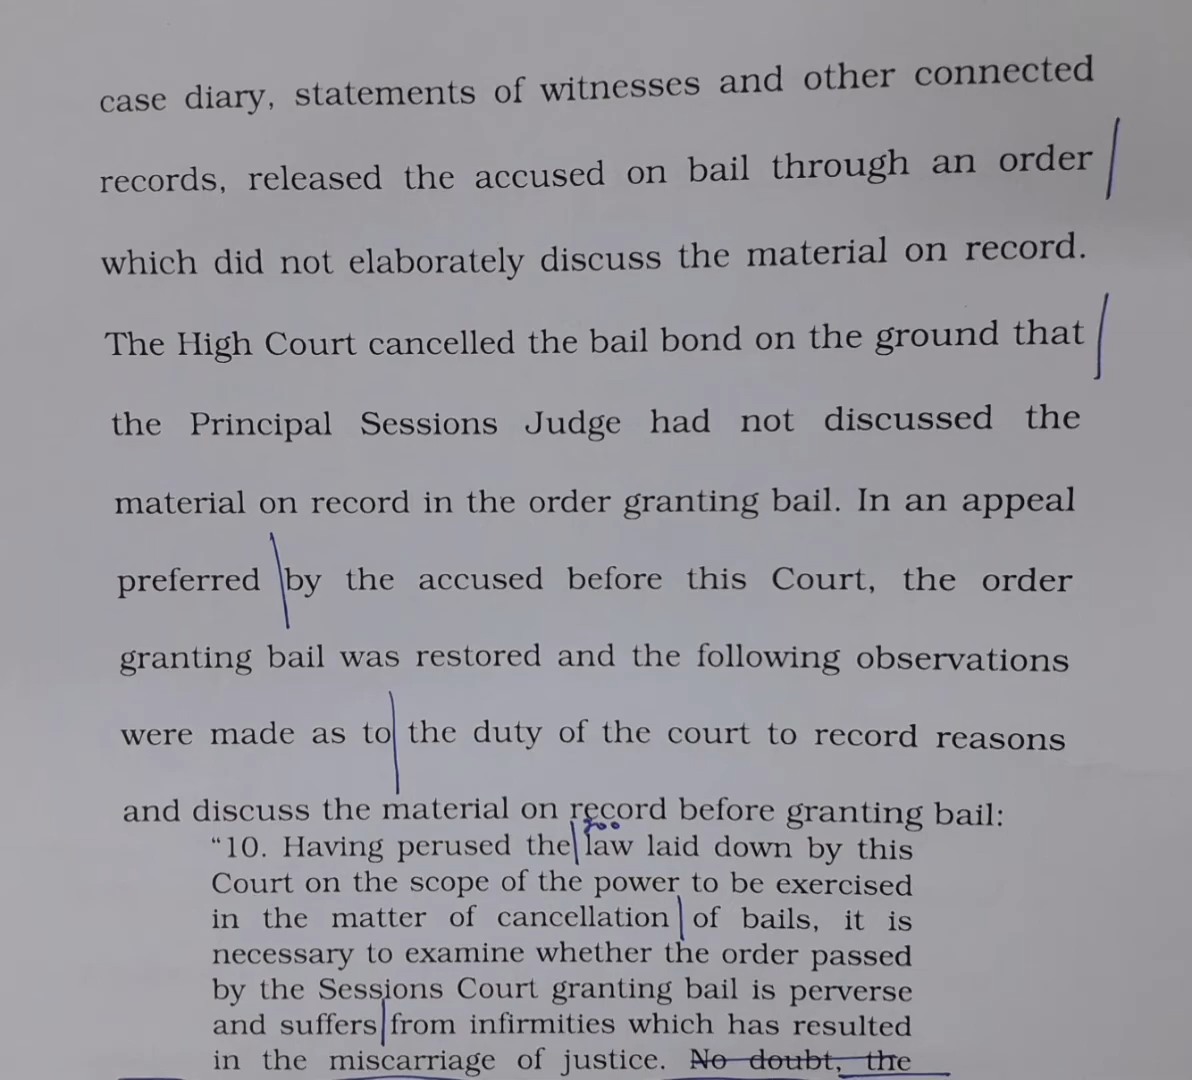 case diary, statements of witnesses and other connected
records, released the accused on bail through an order
which did not elaborately discuss the material on record.
The High Court cancelled the bail bond on the ground that
the Principal Sessions Judge had not discussed the
material on record in the order granting bail. In an appeal
preferred by the accused before this Court, the order
granting bail was restored and the following observations
were made as to the duty of the court to record reasons
and discuss the material on record before granting bail:
“10. Having perused the law laid down by this
Court on the scope of the power to be exercised
in the matter of cancellation of bails, it is
necessary to examine whether the order passed
by the Sessions Court granting bail is perverse
and suffers from infirmities which has resulted
in the miscarriage of justice. No doubt, the